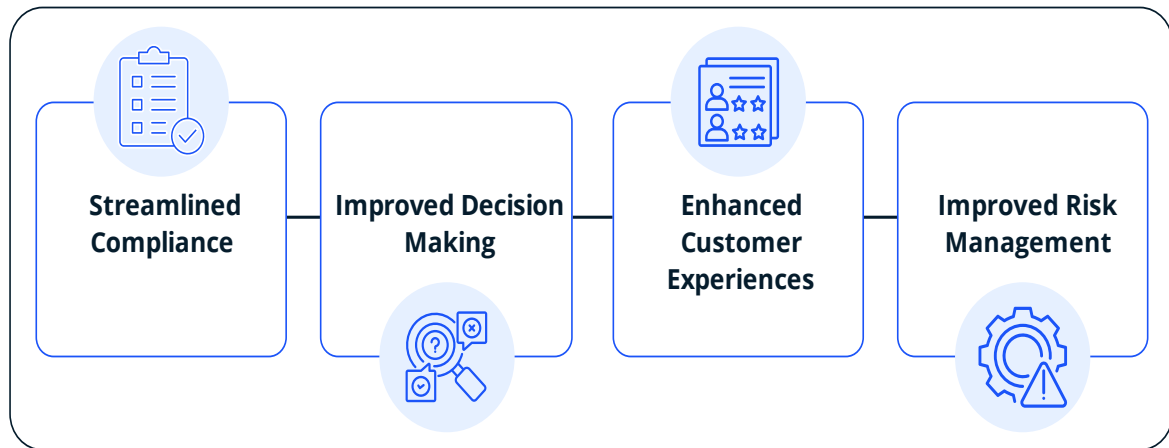 Streamlined
Compliance
Improved Decision
Making
Enhanced
Customer
Experiences
Improved Risk
Management